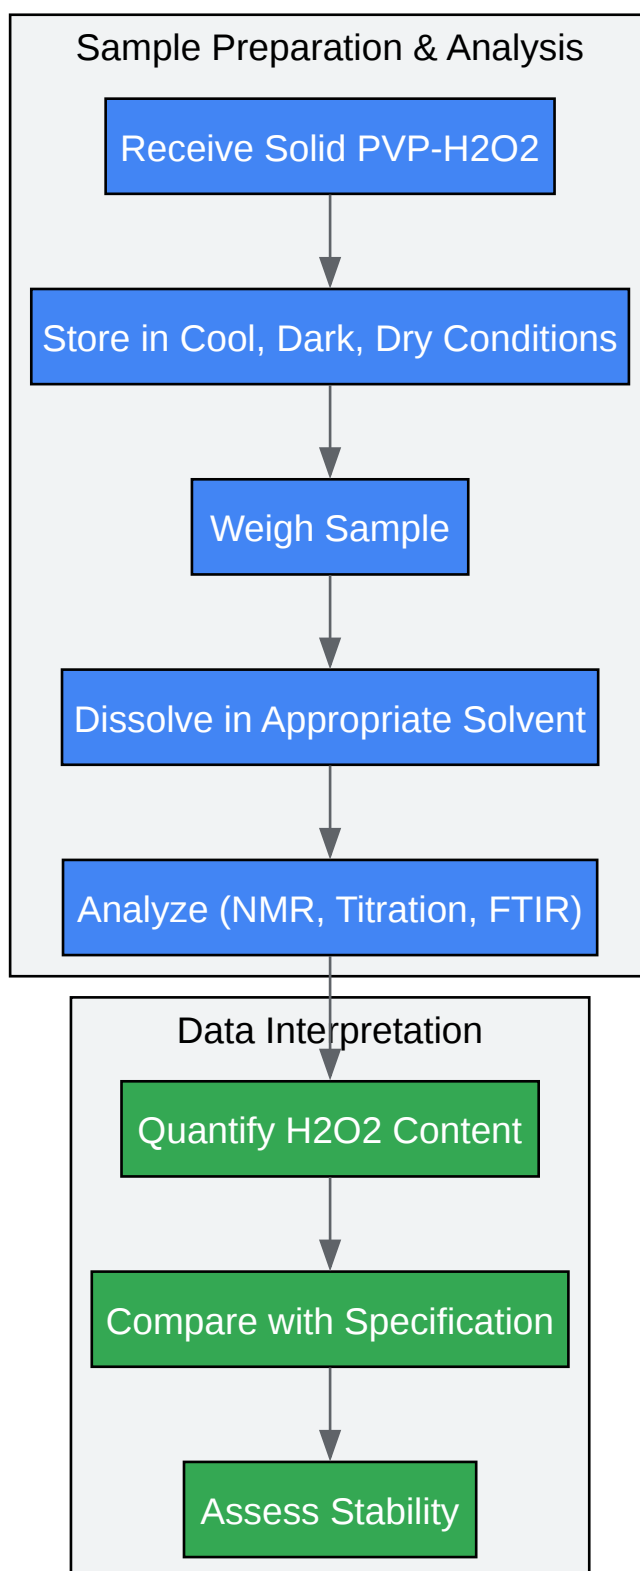 Sample Preparation & Analysis
Receive Solid PVP-H2O2
Store in Cool, Dark, Dry Conditions
Weigh Sample
Dissolve in Appropriate Solvent
Analyze (NMR, Titration, FTIR)
Data Interpretation
Quantify H2O2 Content
Compare with Specification
Assess Stability